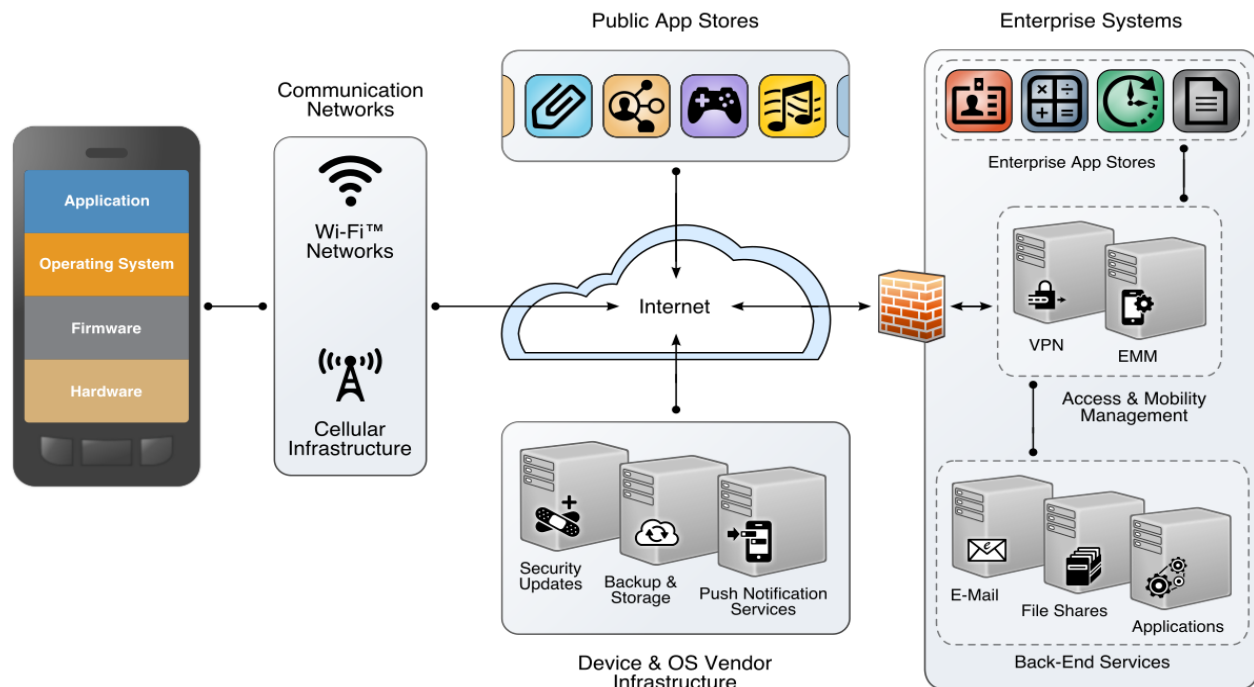 Public App Stores
Enterprise Systems
Communication
Networks
Application
Operating System
Firmware
Hardware
Wi-Fi™
Networks
Cellular
Infrastructure
Internet
Enterprise App Stores
VPN
EMM
Access & Mobility
Management
Security
Updates
Backup &
Storage
Push Notification
Services
Device & OS Vendor
Infrastructure
e
E-Mail
File Shares
Applications
Back-End Services